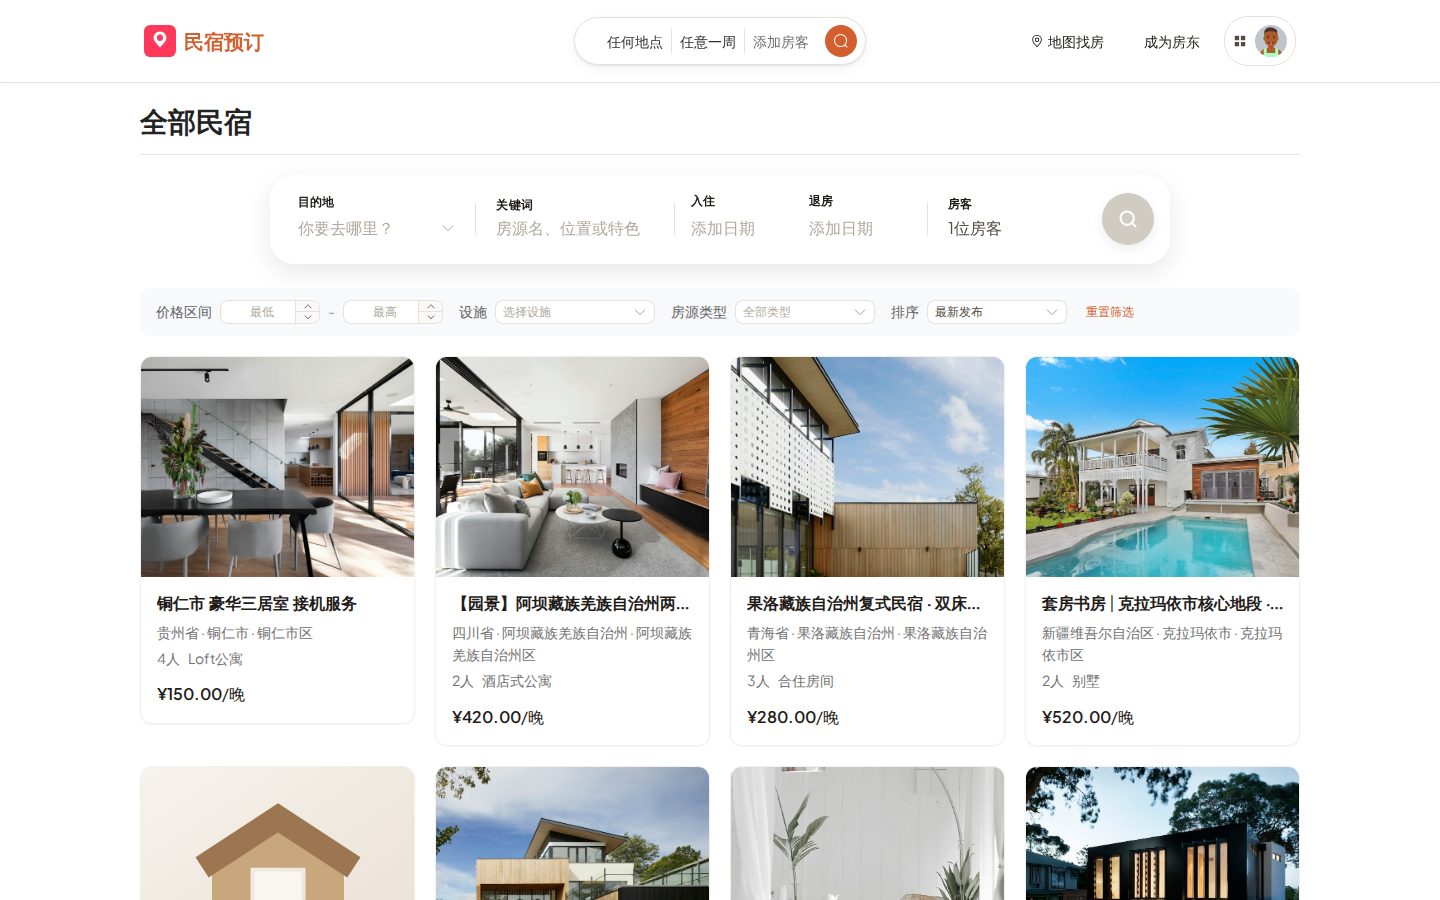 民宿预订
任何地点
任意一周
添加房客
地图找房
成为房东
全部民宿
目的地
你要去哪里？
关键词
房源名、位置或特色
入住
添加日期
退房
添加日期
房客
1位房客
价格区间
最低
-
最高
设施
选择设施
房源类型
全部类型
排序
最新发布
重置筛选
铜仁市 豪华三居室 接机服务
贵州省 · 铜仁市 · 铜仁市区
4人 Loft公寓
¥150.00/晚
【园景】阿坝藏族羌族自治州两...
四川省 · 阿坝藏族羌族自治州 · 阿坝藏族
羌族自治州区
2人 酒店式公寓
¥420.00/晚
果洛藏族自治州复式民宿 · 双床...
青海省 · 果洛藏族自治州 · 果洛藏族自治
州区
3人 合住房间
¥280.00/晚
套房书房 | 克拉玛依市核心地段 ·...
新疆维吾尔自治区 · 克拉玛依市 · 克拉玛
依市区
2人 别墅
¥520.00/晚